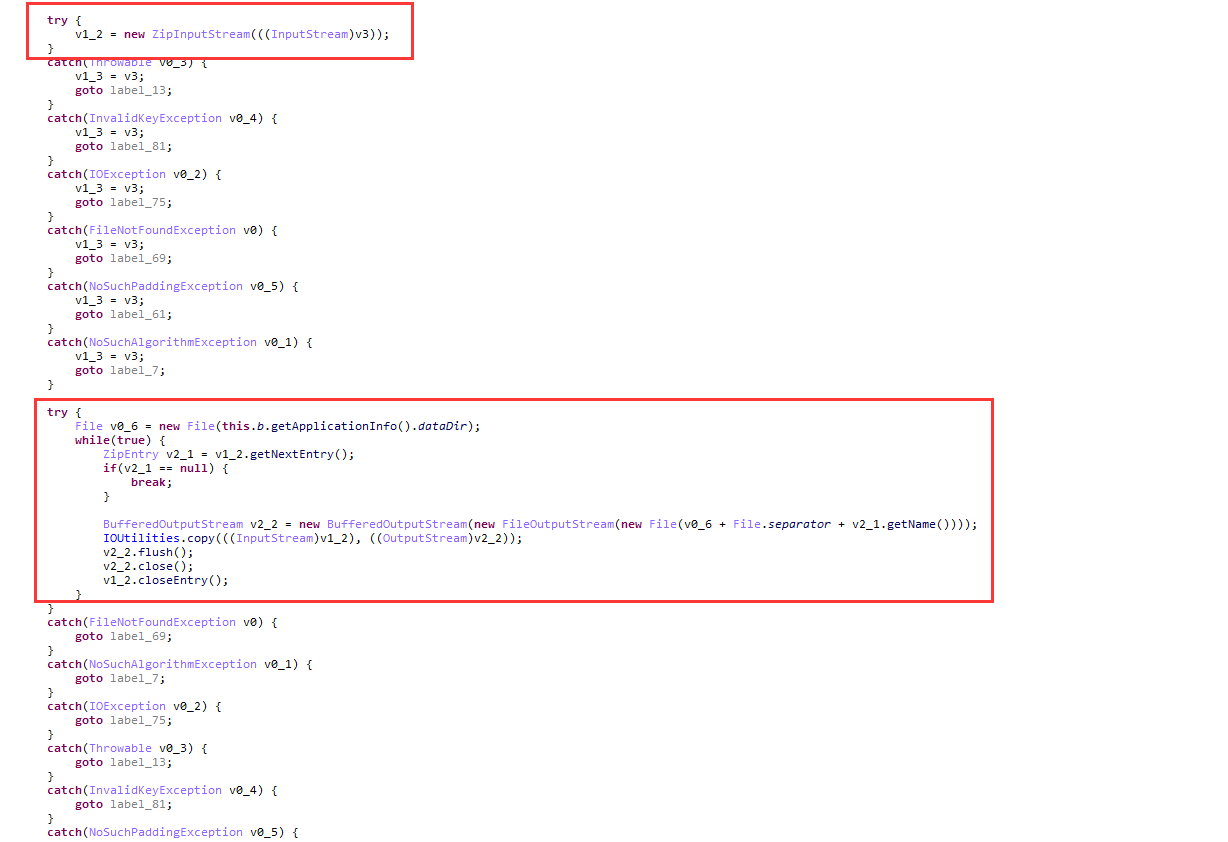 try {
v1_2 = new ZipInputStream(((InputStream)v3));
}
catch(Throwable v0_3) {
v1_3 = v3;
goto label_13;
}
catch(InvalidKeyException v0_4) {
v1_3 = v3;
goto label_81;
}
catch(IOException v0_2) {
v1_3 = v3;
goto label_75;
}
catch(FileNotFoundException v0) {
v1_3 = v3;
goto label_69;
}
catch(NoSuchPaddingException v0_5) {
v1_3 = v3;
goto label_61;
}
catch(NoSuchAlgorithmException v0_1) {
v1_3 = v3;
goto label_7;
}
try {
File v0_6 = new File(this.b.getApplicationInfo().dataDir);
while(true) {
ZipEntry v2_1 = v1_2.getNextEntry();
if(v2_1 == null) {
break;
}
BufferedOutputStream v2_2 = new BufferedOutputStream(new FileOutputStream(new File(v0_6 + File.separator + v2_1.getName())));
IOUtilities.copy(((InputStream)v1_2), ((OutputStream)v2_2));
v2_2.flush();
v2_2.close();
v1_2.closeEntry();
}
}
catch(FileNotFoundException v0) {
goto label_69;
}
catch(NoSuchAlgorithmException v0_1) {
goto label_7;
}
catch(IOException v0_2) {
goto label_75;
}
catch(Throwable v0_3) {
goto label_13;
}
catch(InvalidKeyException v0_4) {
goto label_81;
}
catch(NoSuchPaddingException v0_5) {